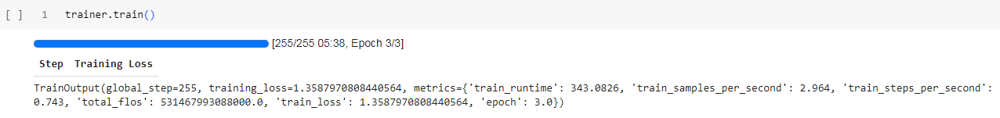 [ ] 1 trainer.train()
[255/255 05:38, Epoch 3/3]
Step Training Loss
TrainOutput(global_step=255, training_loss=1.3587970808440564, metrics={'train_runtime': 343.0826, 'train_samples_per_second': 2.964, 'train_steps_per_second':
0.743, 'total_flos': 531467993088000.0, 'train_loss': 1.3587970808440564, 'epoch': 3.0})